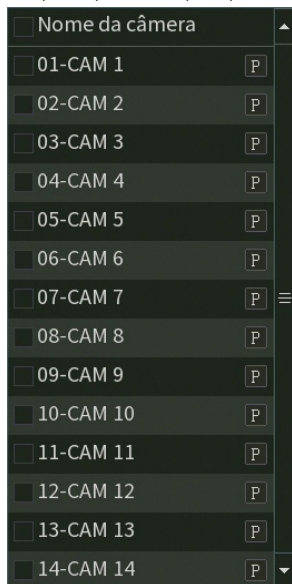 Nome da câmera
01-CAM 1 P
02-CAM 2 P
03-CAM 3 P
04-CAM 4 P
05-CAM 5 P
06-CAM 6 P
07-CAM 7 P
08-CAM 8 P
09-CAM 9 P
10-CAM 10 P
11-CAM 11 P
12-CAM 12 P
13-CAM 13 P
14-CAM 14 P